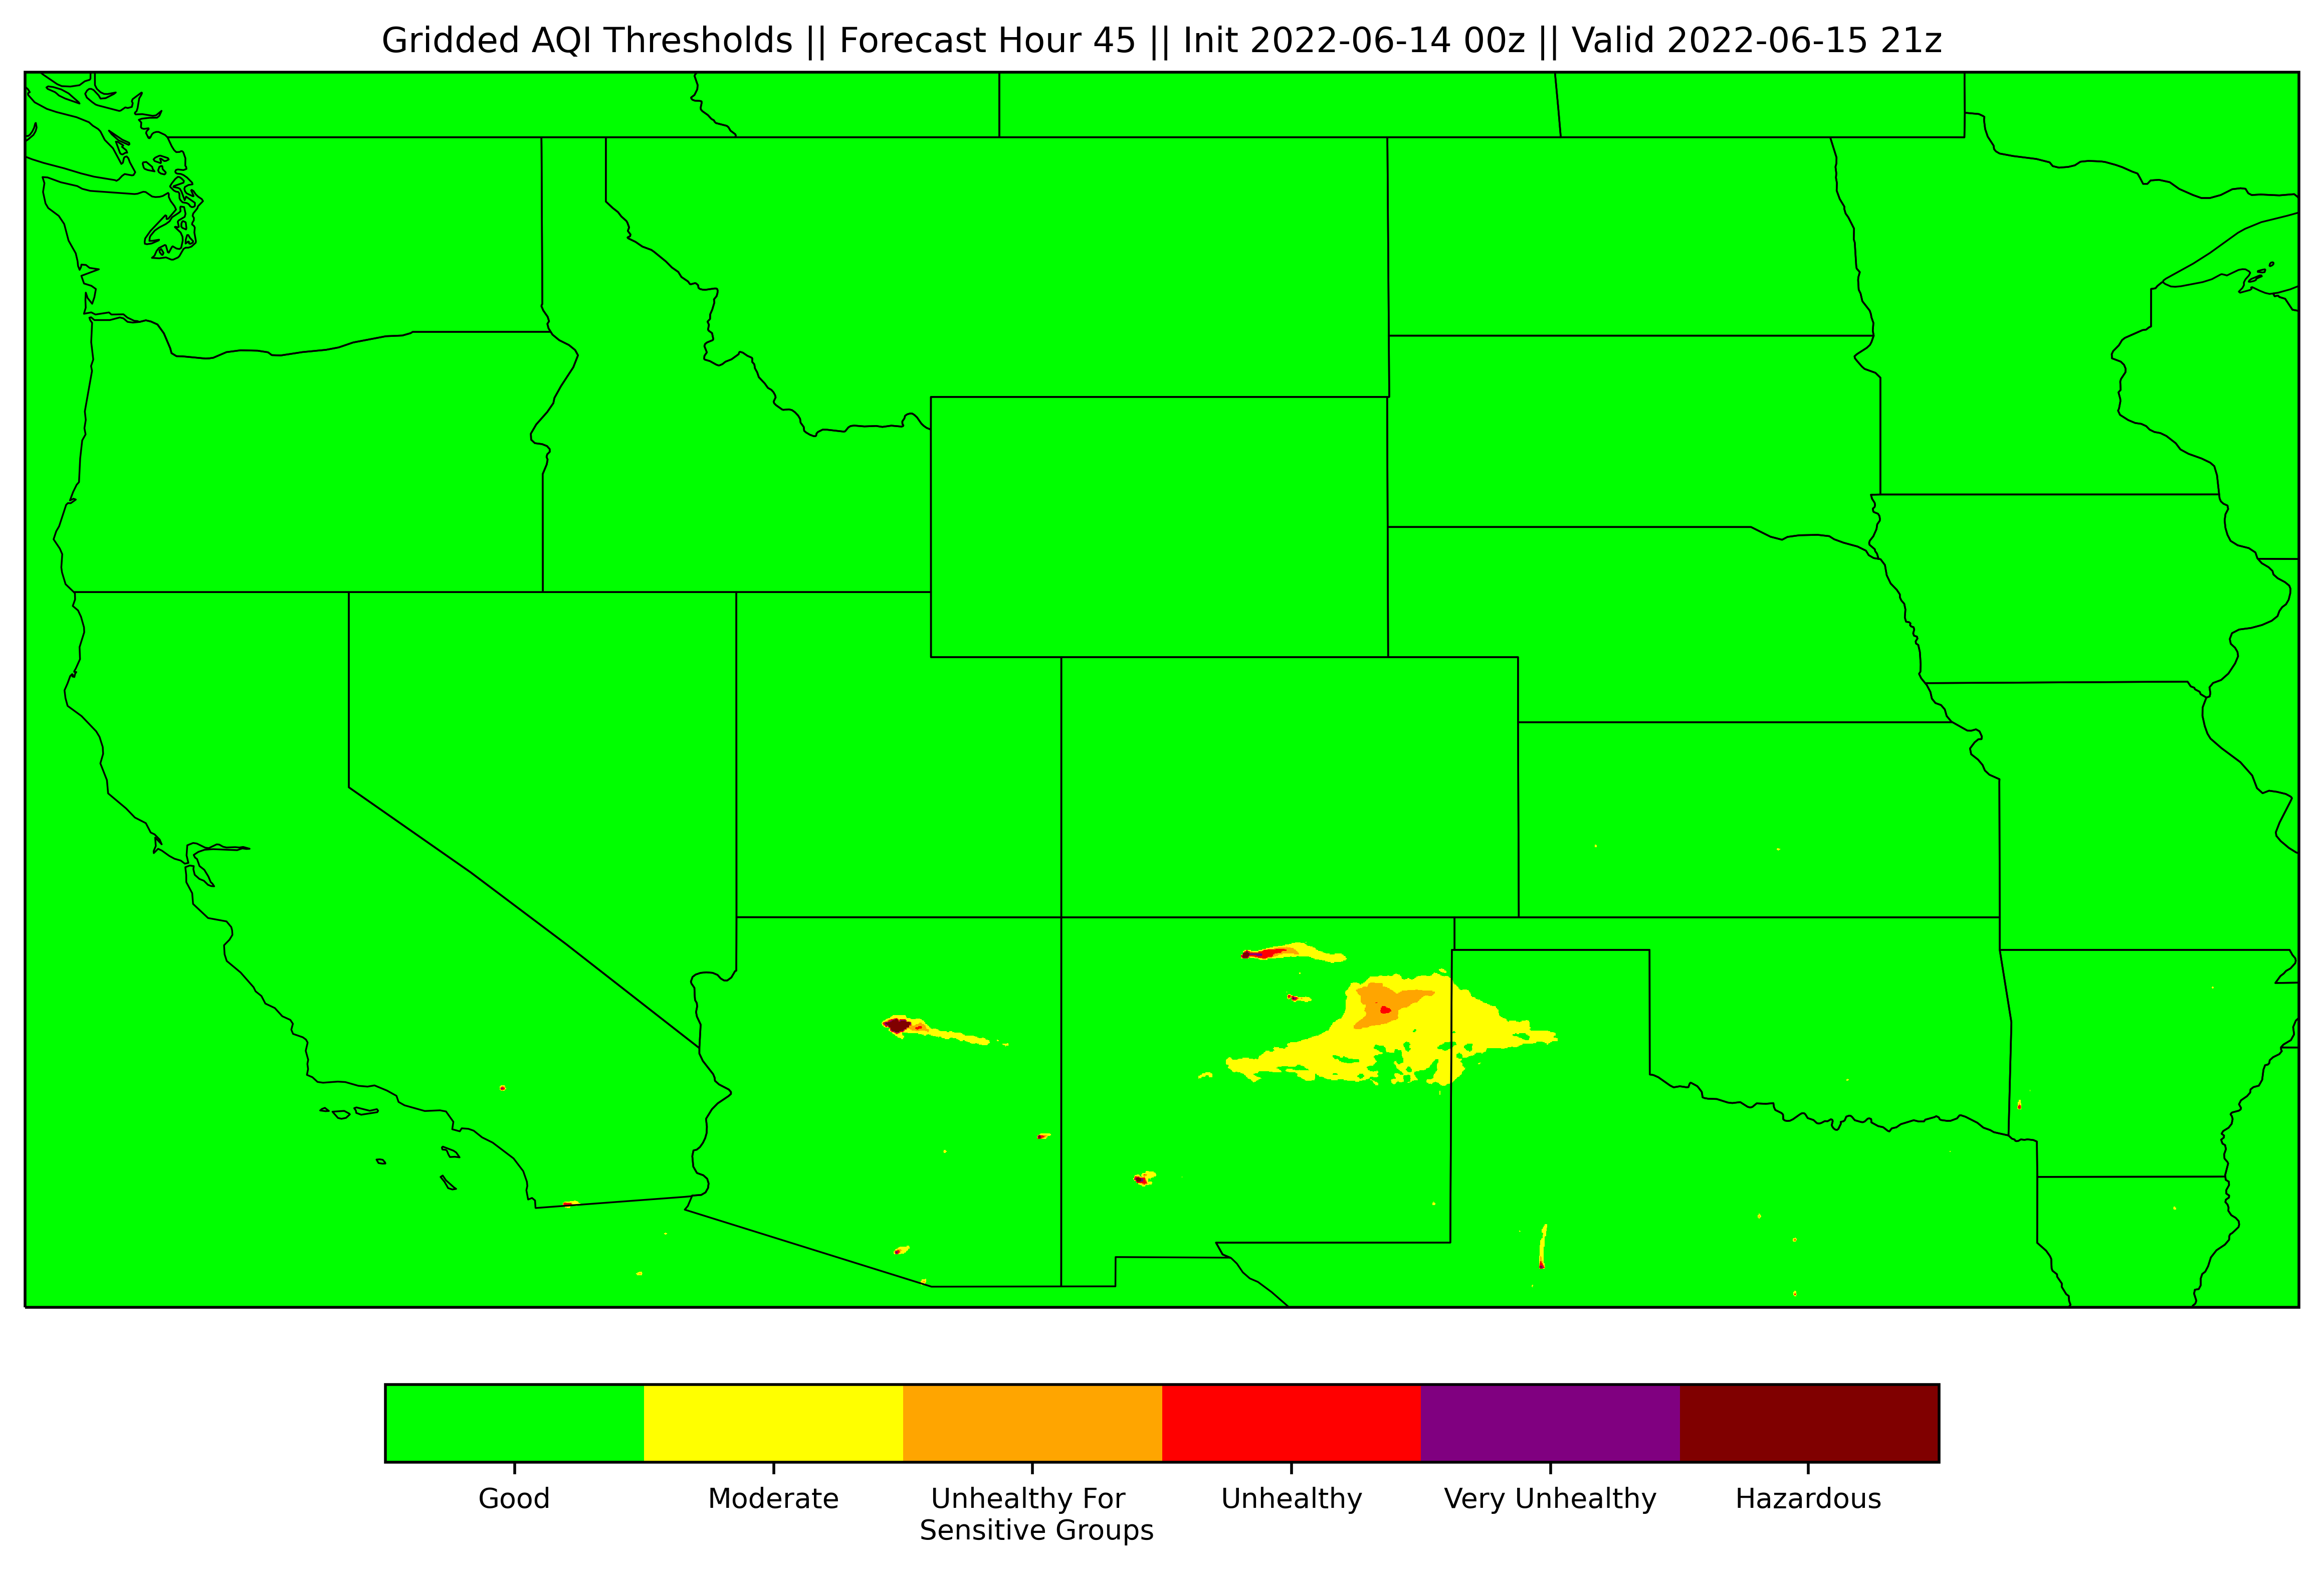 Gridded AQI Thresholds || Forecast Hour 45 || Init 2022-06-14 00z || Valid 2022-06-15 21z
Good Moderate Unhealthy For Unhealthy Very Unhealthy Hazardous
Sensitive Groups